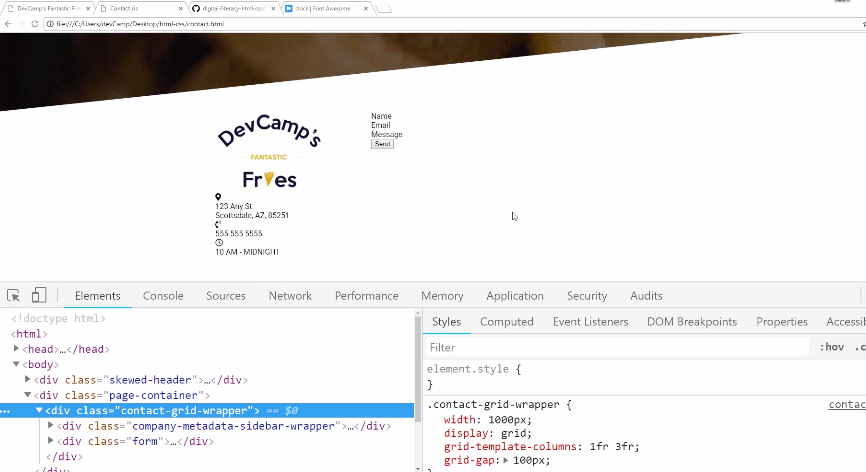 DevCamp's Fantastic Frie
Contact Us
digital-literacy-html-css/
clock | Font Awesome
file:///C:/Users/devCamp/Desktop/html-css/contact.html
DevCamp's
FANTASTIC
Fries
Name
Email
Message
Send
123 Any St
Scottsdale, AZ, 85251
555 555 5555
10 AM - MIDNIGHT
Elements Console Sources Network Performance Memory Application Security Audits
<!doctype html>
<html>
<head>…</head>
<body>
<div class="skewed-header">…</div>
<div class="page-container">
<div class="contact-grid-wrapper"> == $0
<div class="company-metadata-sidebar-wrapper">…</div>
<div class="form">…</div>
</div>
</div>
Styles Computed Event Listeners DOM Breakpoints Properties Accessib
Filter :hov .c
element.style {
}
.contact-grid-wrapper { contac
width: 1000px;
display: grid;
grid-template-columns: 1fr 3fr;
grid-gap: 100px;